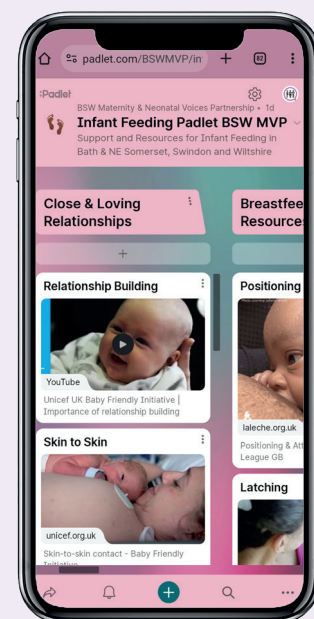 padlet.com/BSWMVP/in
82
:Padlet
BSW Maternity & Neonatal Voices Partnership • 1d
Infant Feeding Padlet BSW MVP
Support and Resources for Infant Feeding in
Bath & NE Somerset, Swindon and Wiltshire
Close & Loving
Relationships
Relationship Building
YouTube
Unicef UK Baby Friendly Initiative |
Importance of relationship building
Skin to Skin
unicef.org.uk
Skin-to-skin contact - Baby Friendly
Initiative
Breastfee
Resource
Positioning
laleche.org.uk
Positioning & Att
League GB
Latching